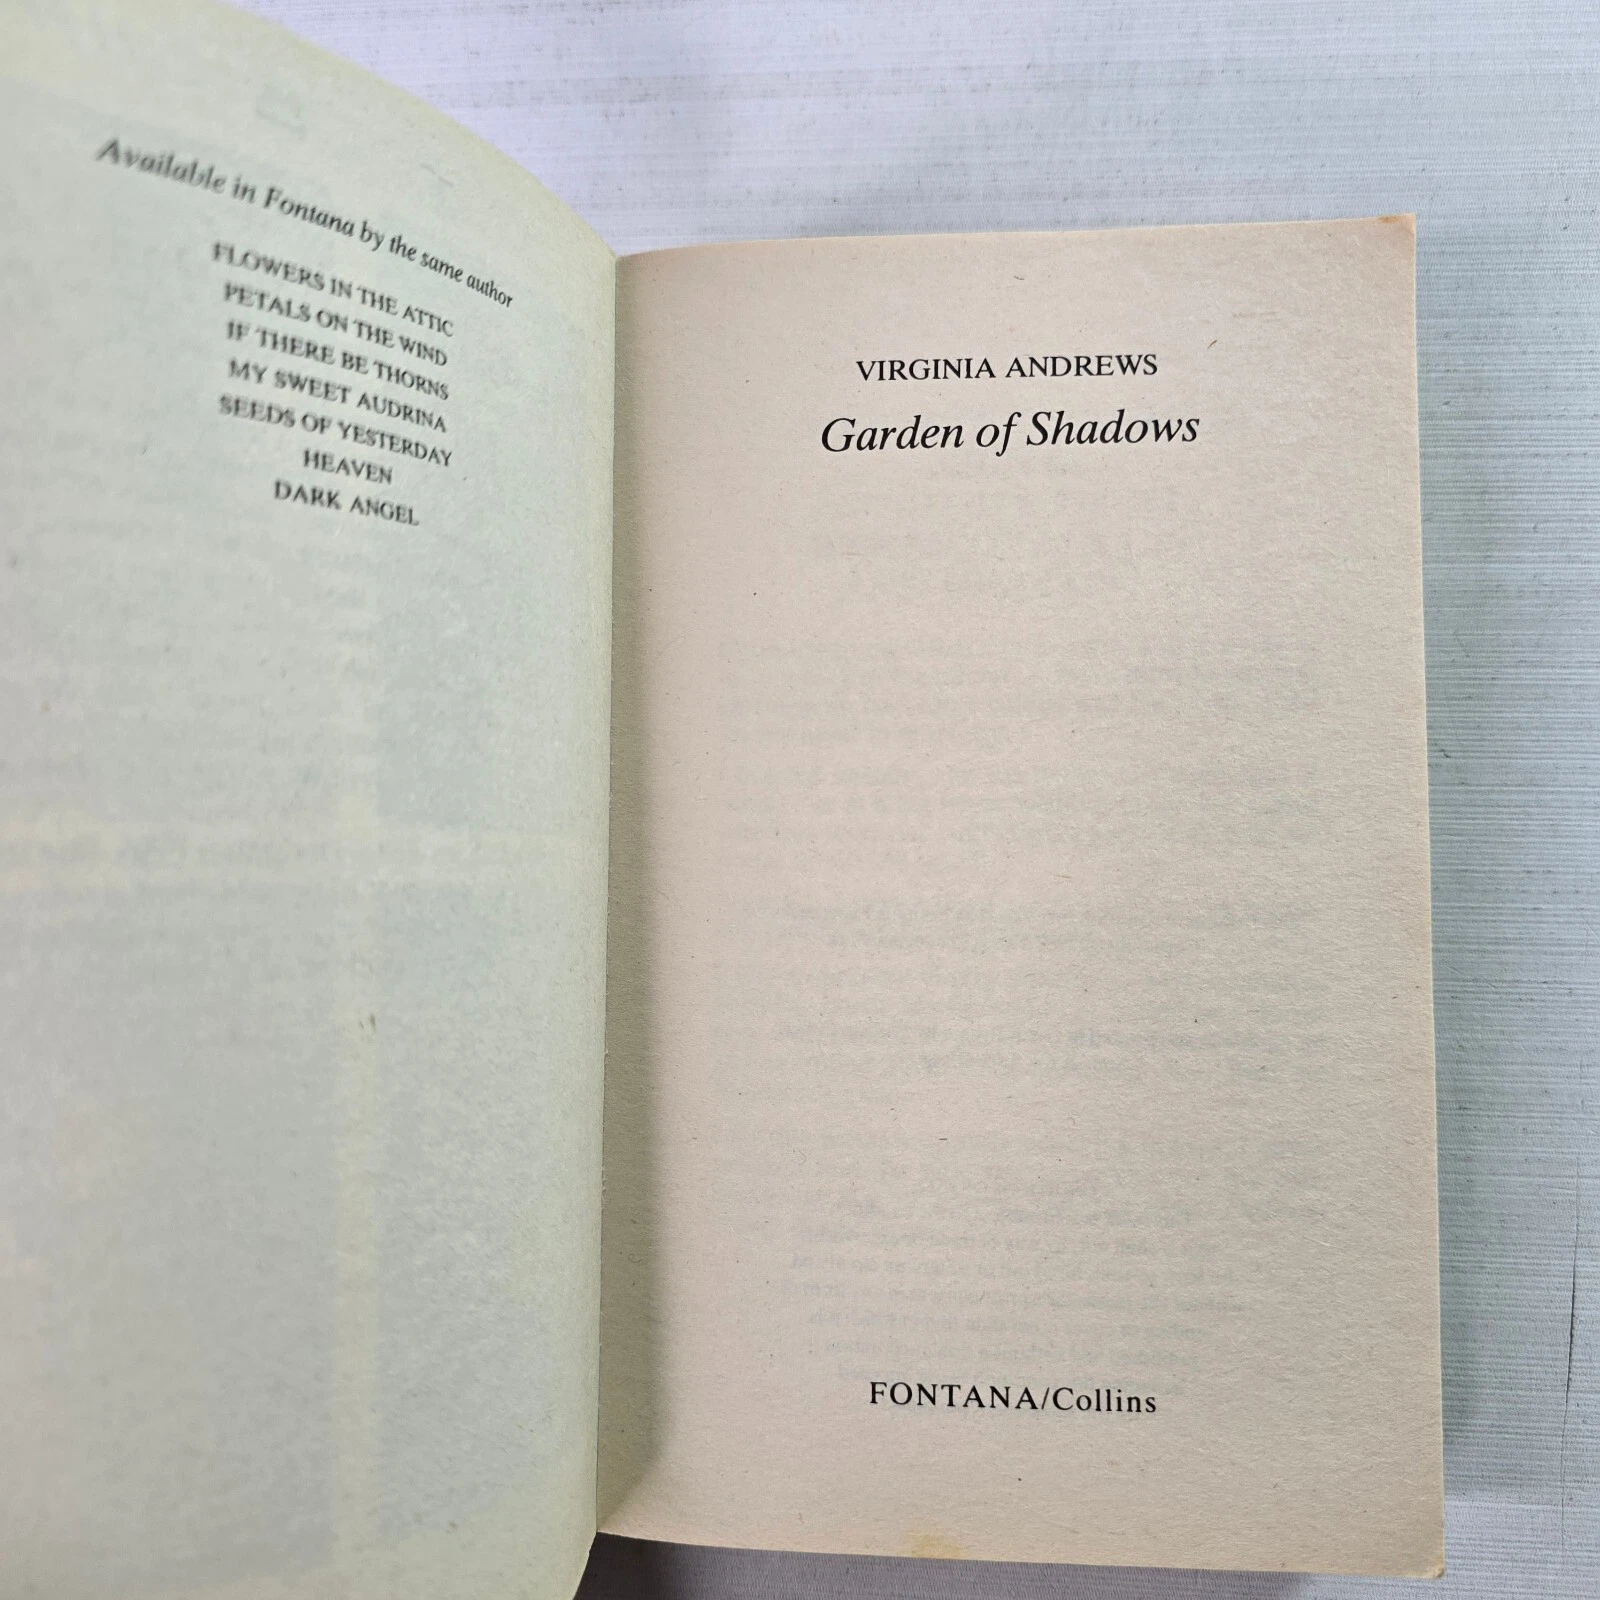 Available in Fontana by the same author
FLOWERS IN THE ATTIC
PETALS ON THE WIND
IF THERE BE THORNS
MY SWEET AUDRINA
SEEDS OF YESTERDAY
HEAVEN
DARK ANGEL
VIRGINIA ANDREWS
Garden of Shadows
FONTANA/Collins